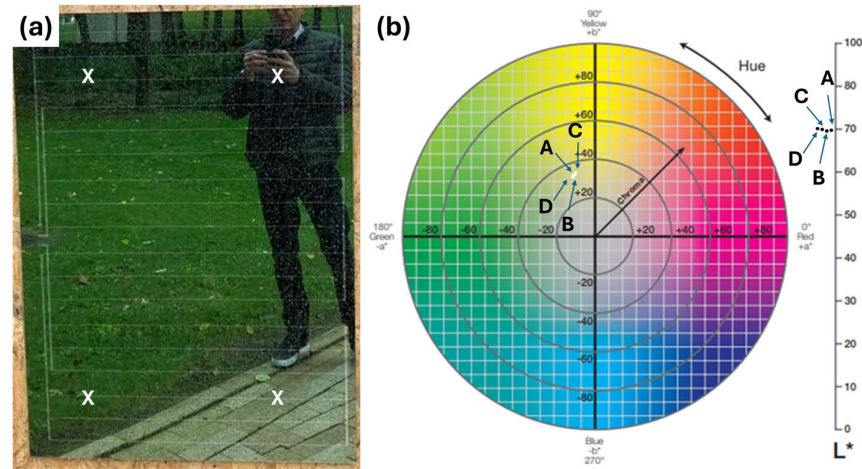 (a)
X X
X X
(b)
90°
Yellow
+b*
Hue
+80
+60
+40
+20
A
C
D
B
Chroma
180°
Green
-a*
-80 -60 -40 -20 +20 +40 +60 +80
0°
Red
+a*
-20
-40
-60
-80
Blue
-b*
270°
100
90
80
70
60
50
40
30
20
10
0
A
C
D
B
L*